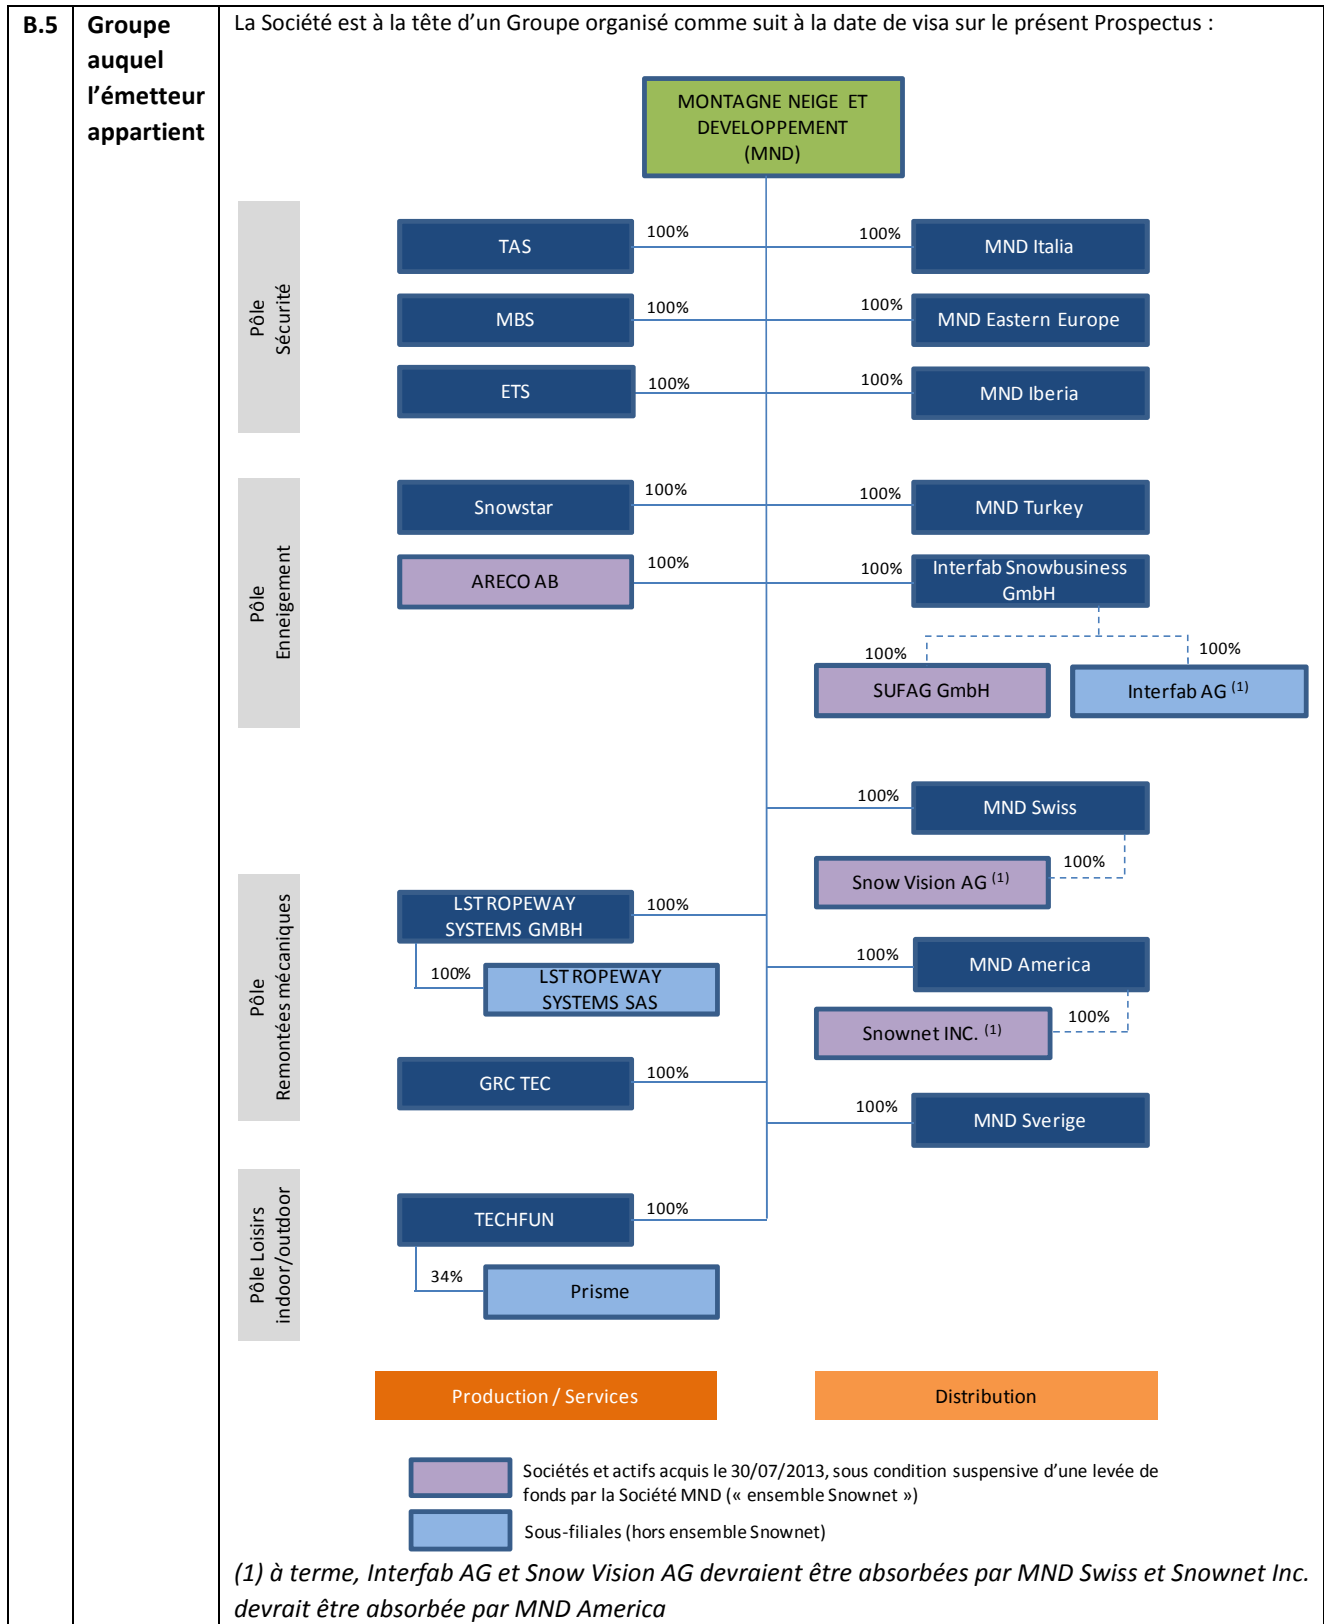 B.5
Groupe
auquel
l'émetteur
appartient
La Société est à la tête d'un Groupe organisé comme suit à la date de visa sur le présent Prospectus :
MONTAGNE NEIGE ET
DEVELOPPEMENT
(MND)
Pôle
Sécurité
TAS
100%
100%
MND Italia
MBS
100%
100%
MND Eastern Europe
ETS
100%
100%
MND Iberia
Pôle
Enneigement
Snowstar
100%
100%
MND Turkey
ARECO AB
100%
100%
Interfab Snowbusiness
GmbH
100%
100%
SUFAG GmbH
Interfab AG (1)
100%
MND Swiss
100%
Snow Vision AG (1)
Pôle
Remontées mécaniques
LST ROPEWAY
SYSTEMS GMBH
100%
100%
LST ROPEWAY
SYSTEMS SAS
100%
MND America
100%
Snownet INC. (1)
GRC TEC
100%
100%
MND Sverige
Pôle Loisirs
indoor/outdoor
TECHFUN
100%
34%
Prisme
Production / Services
Distribution
Sociétés et actifs acquis le 30/07/2013, sous condition suspensive d'une levée de
fonds par la Société MND (« ensemble Snownet »)
Sous-filiales (hors ensemble Snownet)
(1) à terme, Interfab AG et Snow Vision AG devraient être absorbées par MND Swiss et Snownet Inc.
devrait être absorbée par MND America